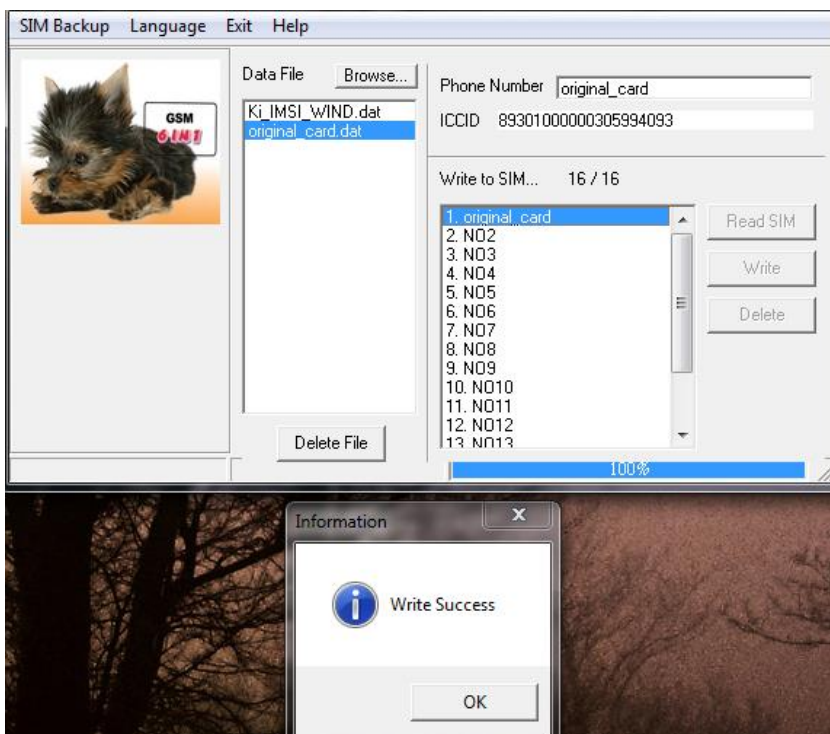 SIM Backup Language Exit Help
GSM
6 IN 1
Data File Browse...
Ki_IMSI_WIND.dat
original_card.dat
Delete File
Phone Number original_card
ICCID 89301000000305994093
Write to SIM... 16 / 16
1. original_card
2. NO2
3. NO3
4. NO4
5. NO5
6. NO6
7. NO7
8. NO8
9. NO9
10. NO10
11. NO11
12. NO12
13. NO13
Read SIM
Write
Delete
100%
Information
Write Success
OK